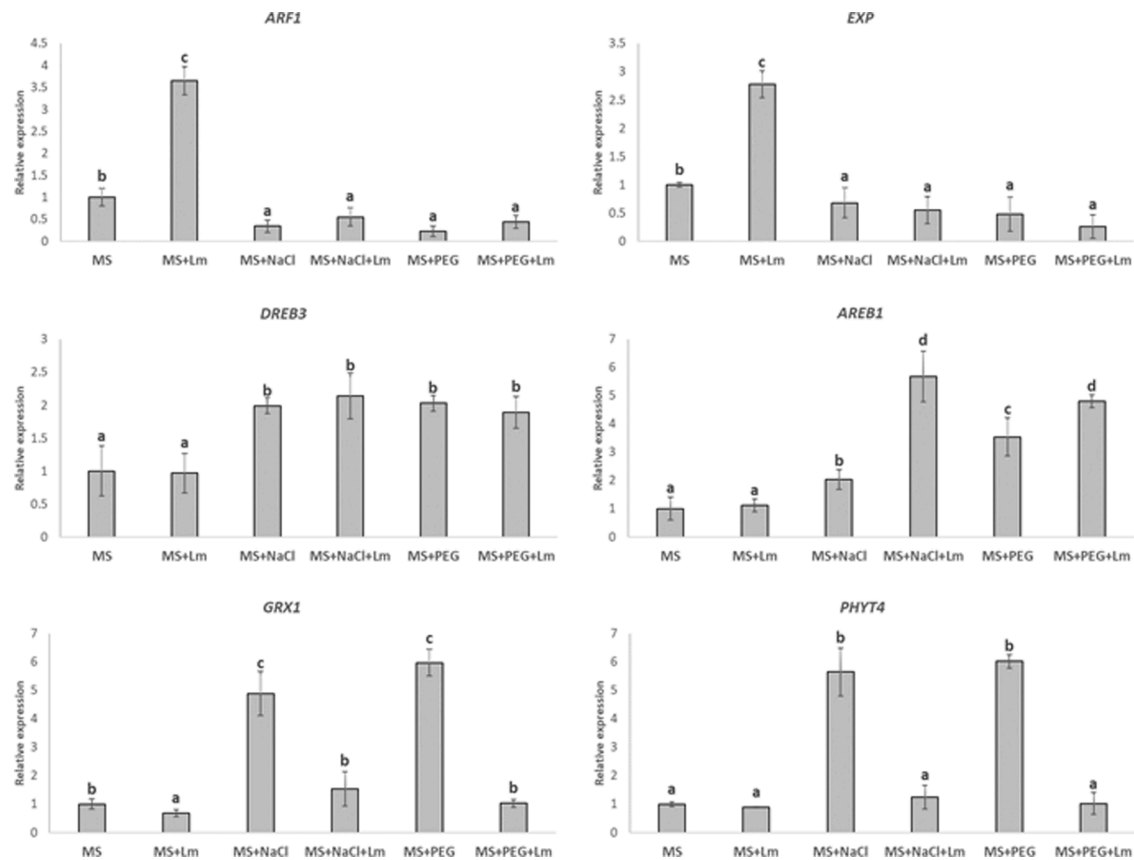 ARF1
Relative expression
4.5
4
3.5
3
2.5
2
1.5
1
0.5
0
b
c
a
a
a
a
MS MS+Lm MS+NaCl MS+NaCl+Lm MS+PEG MS+PEG+Lm
EXP
Relative expression
3.5
3
2.5
2
1.5
1
0.5
0
b
c
a
a
a
a
MS MS+Lm MS+NaCl MS+NaCl+Lm MS+PEG MS+PEG+Lm
DREB3
Relative expression
3
2.5
2
1.5
1
0.5
0
a
a
b
b
b
b
MS MS+Lm MS+NaCl MS+NaCl+Lm MS+PEG MS+PEG+Lm
AREB1
Relative expression
7
6
5
4
3
2
1
0
a
a
b
d
c
d
MS MS+Lm MS+NaCl MS+NaCl+Lm MS+PEG MS+PEG+Lm
GRX1
Relative expression
7
6
5
4
3
2
1
0
b
a
c
b
c
b
MS MS+Lm MS+NaCl MS+NaCl+Lm MS+PEG MS+PEG+Lm
PHYT4
Relative expression
7
6
5
4
3
2
1
0
a
a
b
a
b
a
MS MS+Lm MS+NaCl MS+NaCl+Lm MS+PEG MS+PEG+Lm